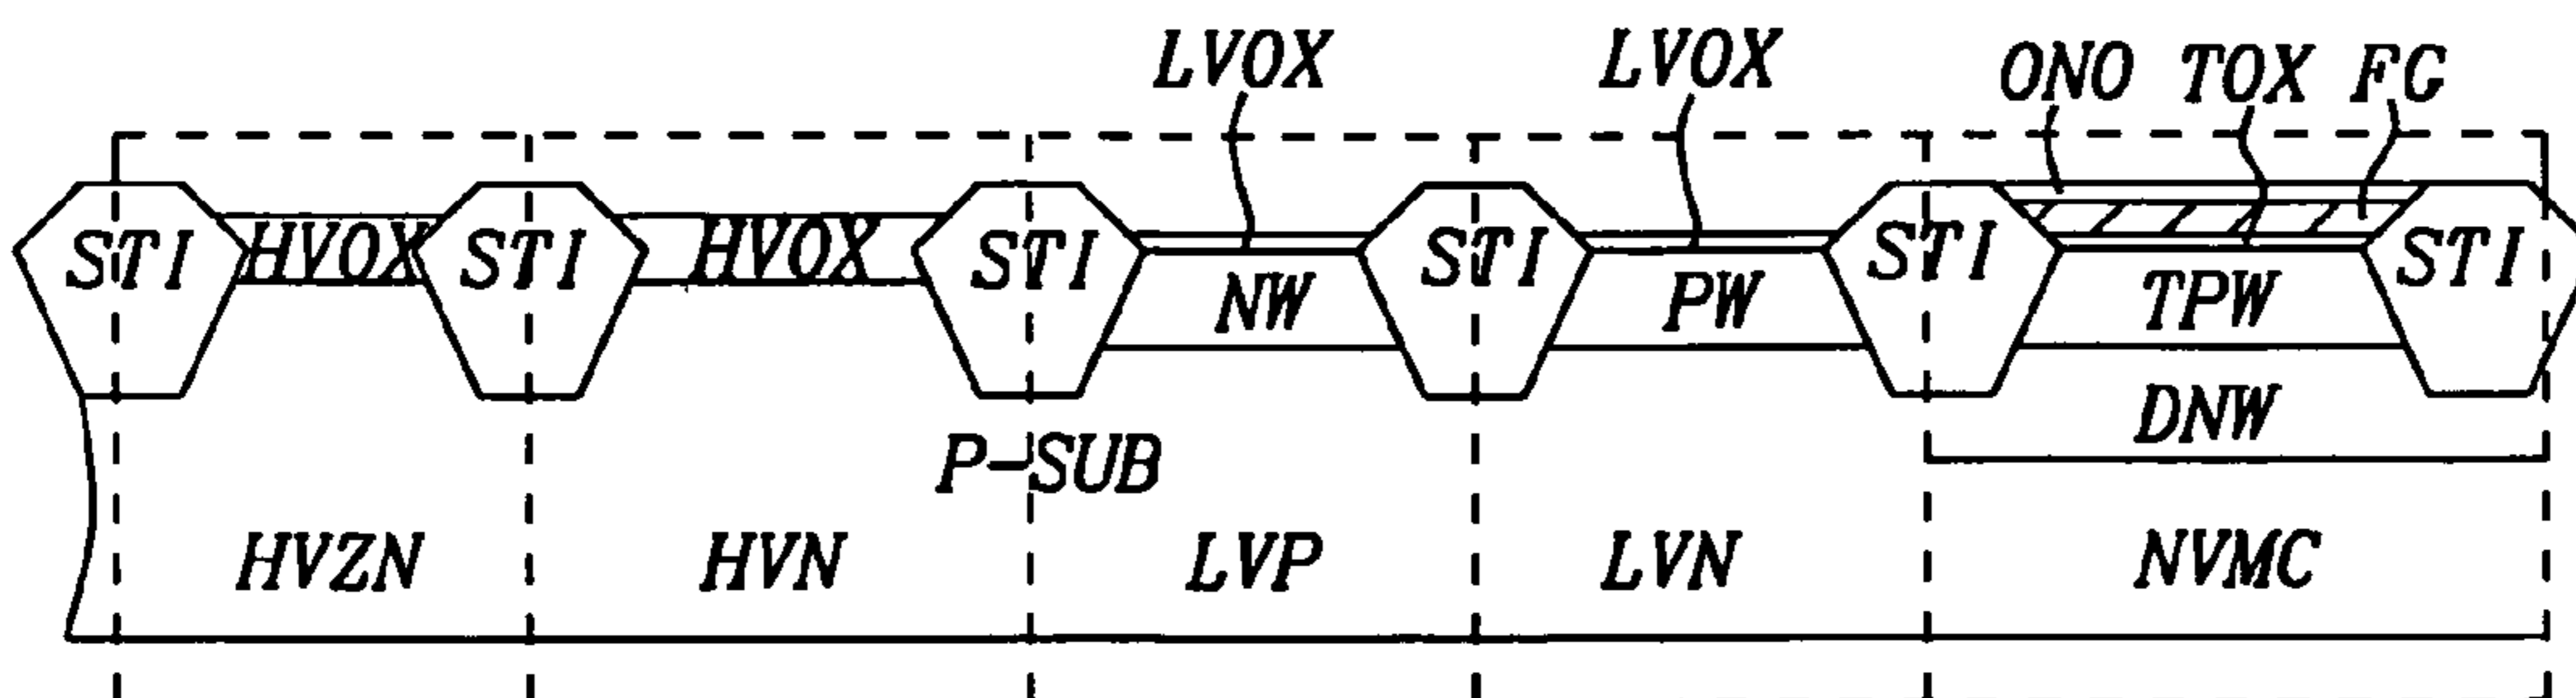 LVOX LVOX ONO TOX FG
STI HVOX STI HVOX STI STI STI STI
NW PW TPW
DNW
P-SUB
HVZN HVN LVP LVN NVMC